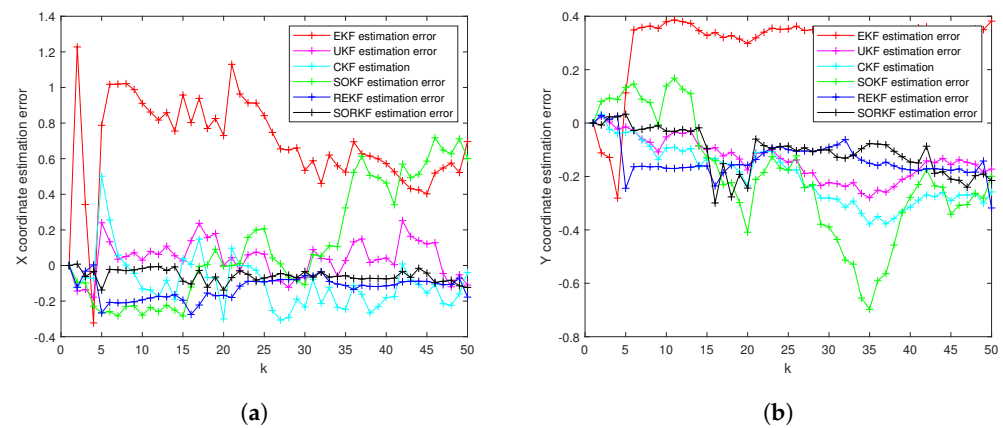 1.4
1.2
1
0.8
0.6
0.4
0.2
0
-0.2
-0.4
X coordinate estimation error
EKF estimation error
UKF estimation error
CKF estimation
SOKF estimation error
REKF estimation error
SORKF estimation error
0 5 10 15 20 25 30 35 40 45 50
k
(a)
0.4
0.2
0
-0.2
-0.4
-0.6
-0.8
Y coordinate estimation error
EKF estimation error
UKF estimation error
CKF estimation
SOKF estimation error
REKF estimation error
SORKF estimation error
0 5 10 15 20 25 30 35 40 45 50
k
(b)